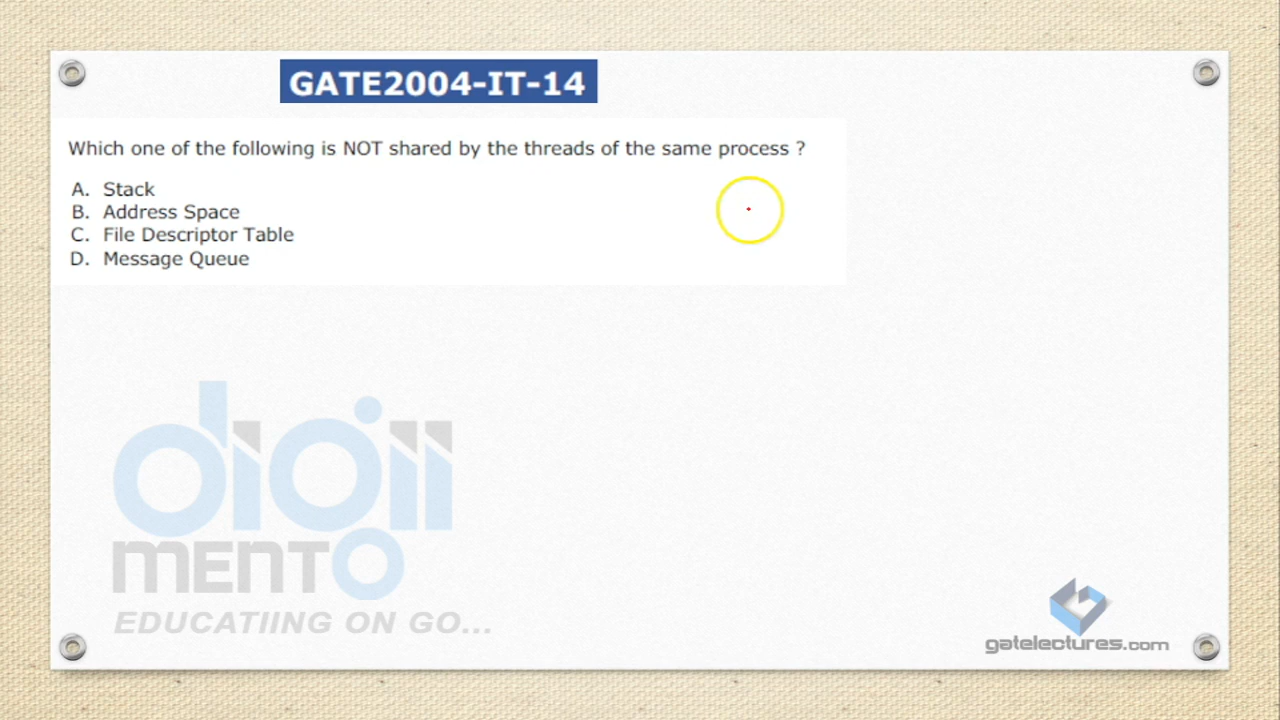 GATE2004-IT-14
Which one of the following is NOT shared by the threads of the same process ?
A. Stack
B. Address Space
C. File Descriptor Table
D. Message Queue
digii
MENTO
EDUCATIING ON GO...
gatelectures.com